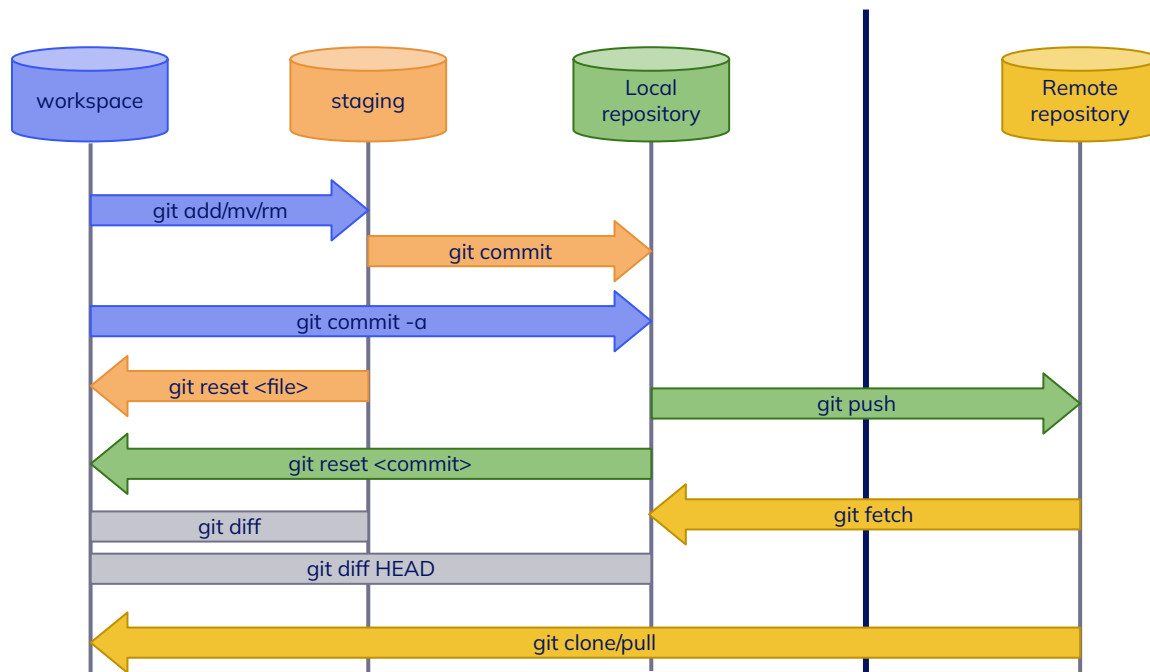 workspace
staging
Local
repository
Remote
repository
git add/mv/rm
git commit
git commit -a
git reset <file>
git push
git reset <commit>
git fetch
git diff
git diff HEAD
git clone/pull